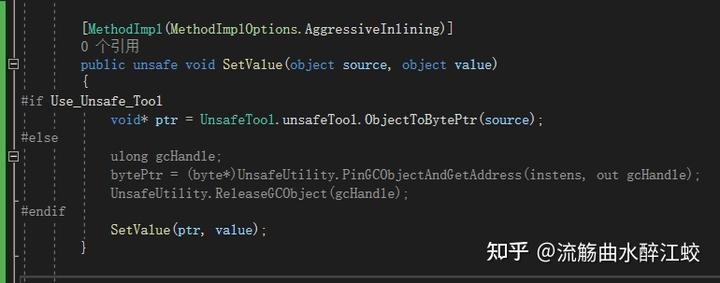 [MethodImpl(MethodImplOptions.AggressiveInlining)]
0 个引用
public unsafe void SetValue(object source, object value)
{
#if Use_Unsafe_Tool
void* ptr = UnsafeTool.unsafeTool.ObjectToBytePtr(source);
#else
ulong gcHandle;
bytePtr = (byte*)UnsafeUtility.PinGCObjectAndGetAddress(instens, out gcHandle);
UnsafeUtility.ReleaseGCObject(gcHandle);
#endif
SetValue(ptr, value);
}
知乎 @流觞曲水醉江蛟